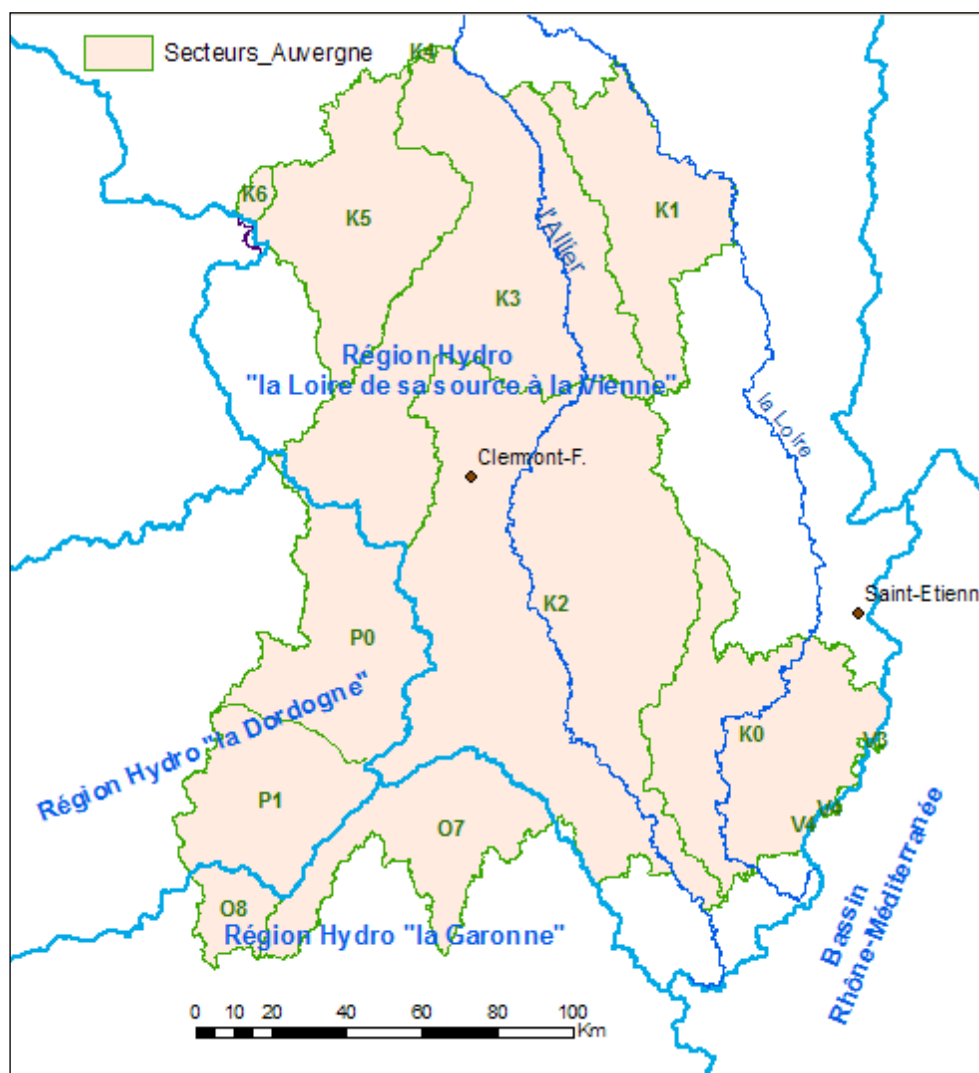 Secteurs_Auvergne
K4
K6
K5
K1
l'Allier
K3
Région Hydro
"la Loire de sa source à la Vienne"
la Loire
Clermont-F.
Saint-Etienn
K2
P0
Région Hydro "la Dordogne"
K0
V3
P1
V4
O7
V4
O8
Région Hydro "la Garonne"
Bassin
Rhône-Méditerranée
0 10 20 40 60 80 100
Km